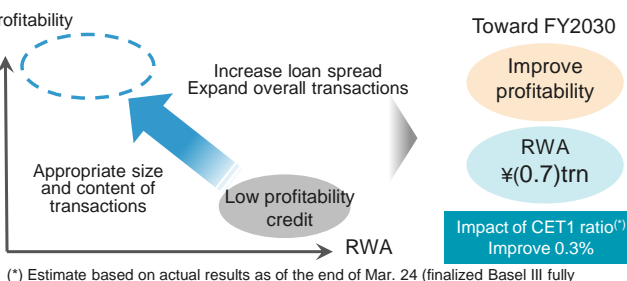 rofitability
Toward FY2030
Increase loan spread
Expand overall transactions
Improve
profitability
Appropriate size
and content of
transactions
Low profitability
credit
RWA
RWA
¥(0.7)trn
Impact of CET1 ratio(*)
Improve 0.3%
(*) Estimate based on actual results as of the end of Mar. 24 (finalized Basel III fully